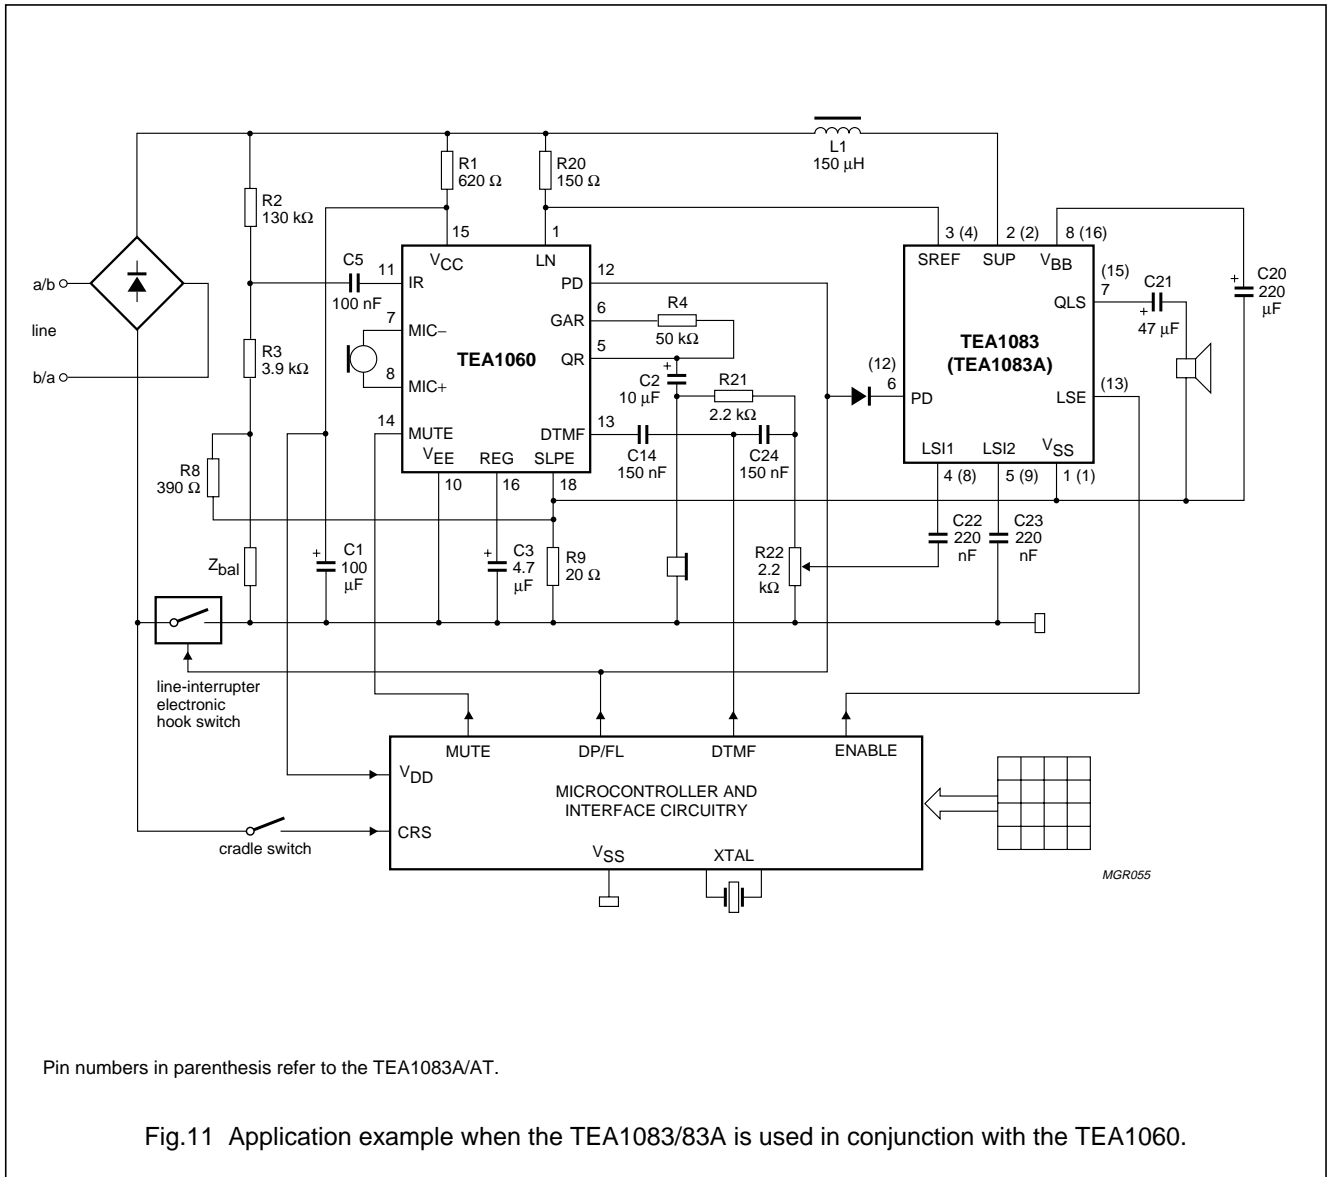 L1
150 μH
R1
620 Ω
R20
150 Ω
R2
130 kΩ
15
1
3 (4)
2 (2)
8 (16)
VCC
LN
12
SREF
SUP
VBB
(15)
7
C21
C20
220
μF
+
a/b
C5
11
IR
PD
6
R4
QLS
100 nF
GAR
50 kΩ
+
47 μF
line
7
MIC−
5
TEA1060
QR
TEA1083
(TEA1083A)
R3
3.9 kΩ
b/a
8
MIC+
+
C2
10 μF
R21
2.2 kΩ
(12)
6
PD
LSE
(13)
14
MUTE
DTMF
13
C14
150 nF
C24
150 nF
VEE
REG
SLPE
LSI1
LSI2
VSS
R8
390 Ω
10
16
18
4 (8)
5 (9)
1 (1)
Zbal
+
C1
100
μF
+
C3
4.7
μF
R9
20 Ω
R22
2.2
kΩ
C22
220
nF
C23
220
nF
line-interrupter
electronic
hook switch
MUTE
DP/FL
DTMF
ENABLE
VDD
MICROCONTROLLER AND
INTERFACE CIRCUITRY
CRS
cradle switch
VSS
XTAL
MGR055
Pin numbers in parenthesis refer to the TEA1083A/AT.
Fig.11 Application example when the TEA1083/83A is used in conjunction with the TEA1060.